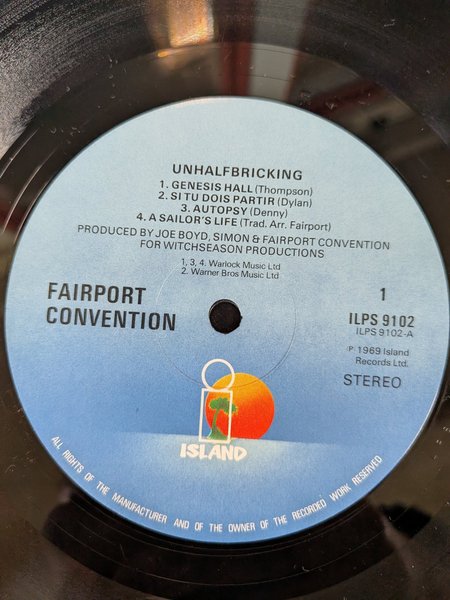 UNHALFBRICKING
1. GENESIS HALL (Thompson)
2. SI TU DOIS PARTIR (Dylan)
3. AUTOPSY (Denny)
4. A SAILOR'S LIFE (Trad. Arr. Fairport)
PRODUCED BY JOE BOYD, SIMON & FAIRPORT CONVENTION
FOR WITCHSEASON PRODUCTIONS
1, 3, 4. Warlock Music Ltd
2. Warner Bros Music Ltd
FAIRPORT
CONVENTION
1
ILPS 9102
ILPS 9102-A
℗ 1969 Island
Records Ltd.
STEREO
ISLAND
ALL RIGHTS OF THE MANUFACTURER AND OF THE OWNER OF THE RECORDED WORK RESERVED